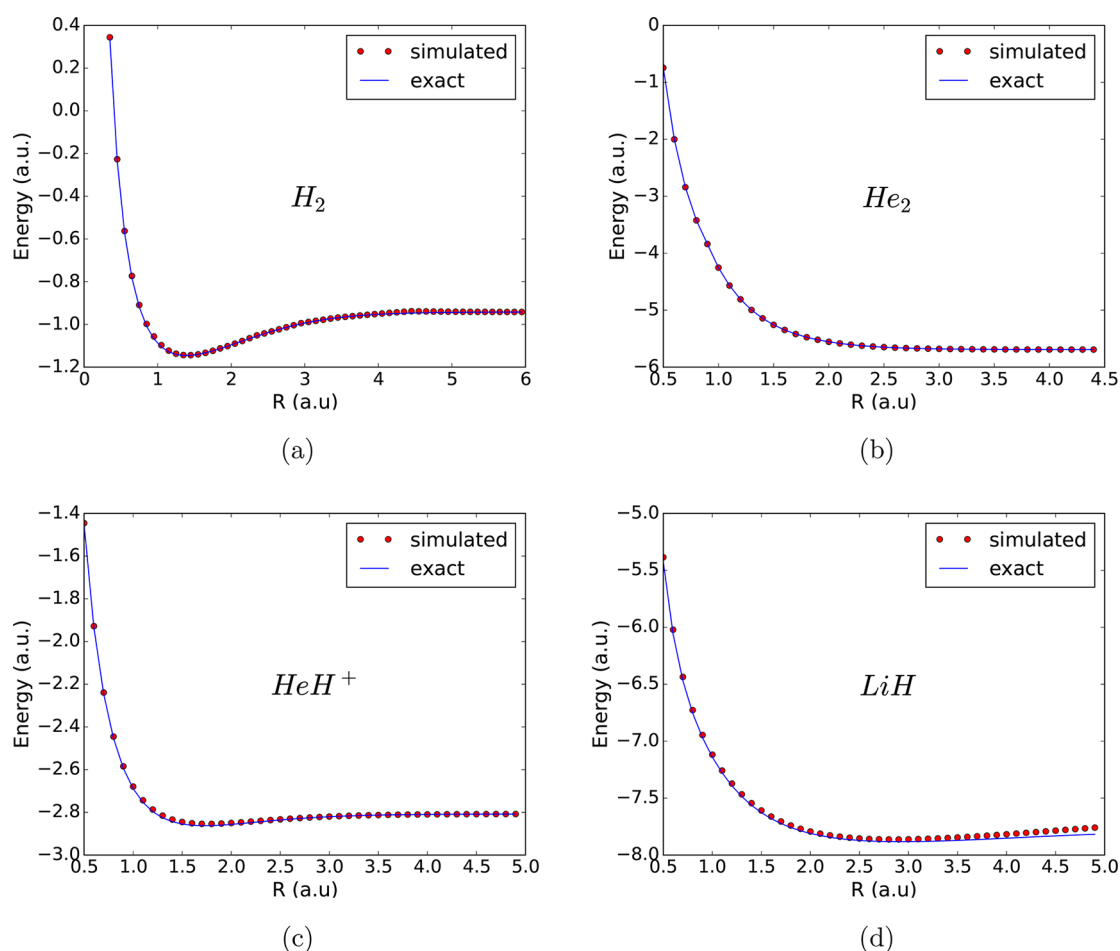 0.4
0.2
0.0
−0.2
−0.4
−0.6
−0.8
−1.0
−1.2
Energy (a.u.)
simulated
exact
H2
0 1 2 3 4 5 6
R (a.u)
(a)
0
−1
−2
−3
−4
−5
−6
Energy (a.u.)
simulated
exact
He2
0.5 1.0 1.5 2.0 2.5 3.0 3.5 4.0 4.5
R (a.u)
(b)
−1.4
−1.6
−1.8
−2.0
−2.2
−2.4
−2.6
−2.8
−3.0
Energy (a.u.)
simulated
exact
HeH+
0.5 1.0 1.5 2.0 2.5 3.0 3.5 4.0 4.5 5.0
R (a.u)
(c)
−5.0
−5.5
−6.0
−6.5
−7.0
−7.5
−8.0
Energy (a.u.)
simulated
exact
LiH
0.5 1.0 1.5 2.0 2.5 3.0 3.5 4.0 4.5 5.0
R (a.u)
(d)